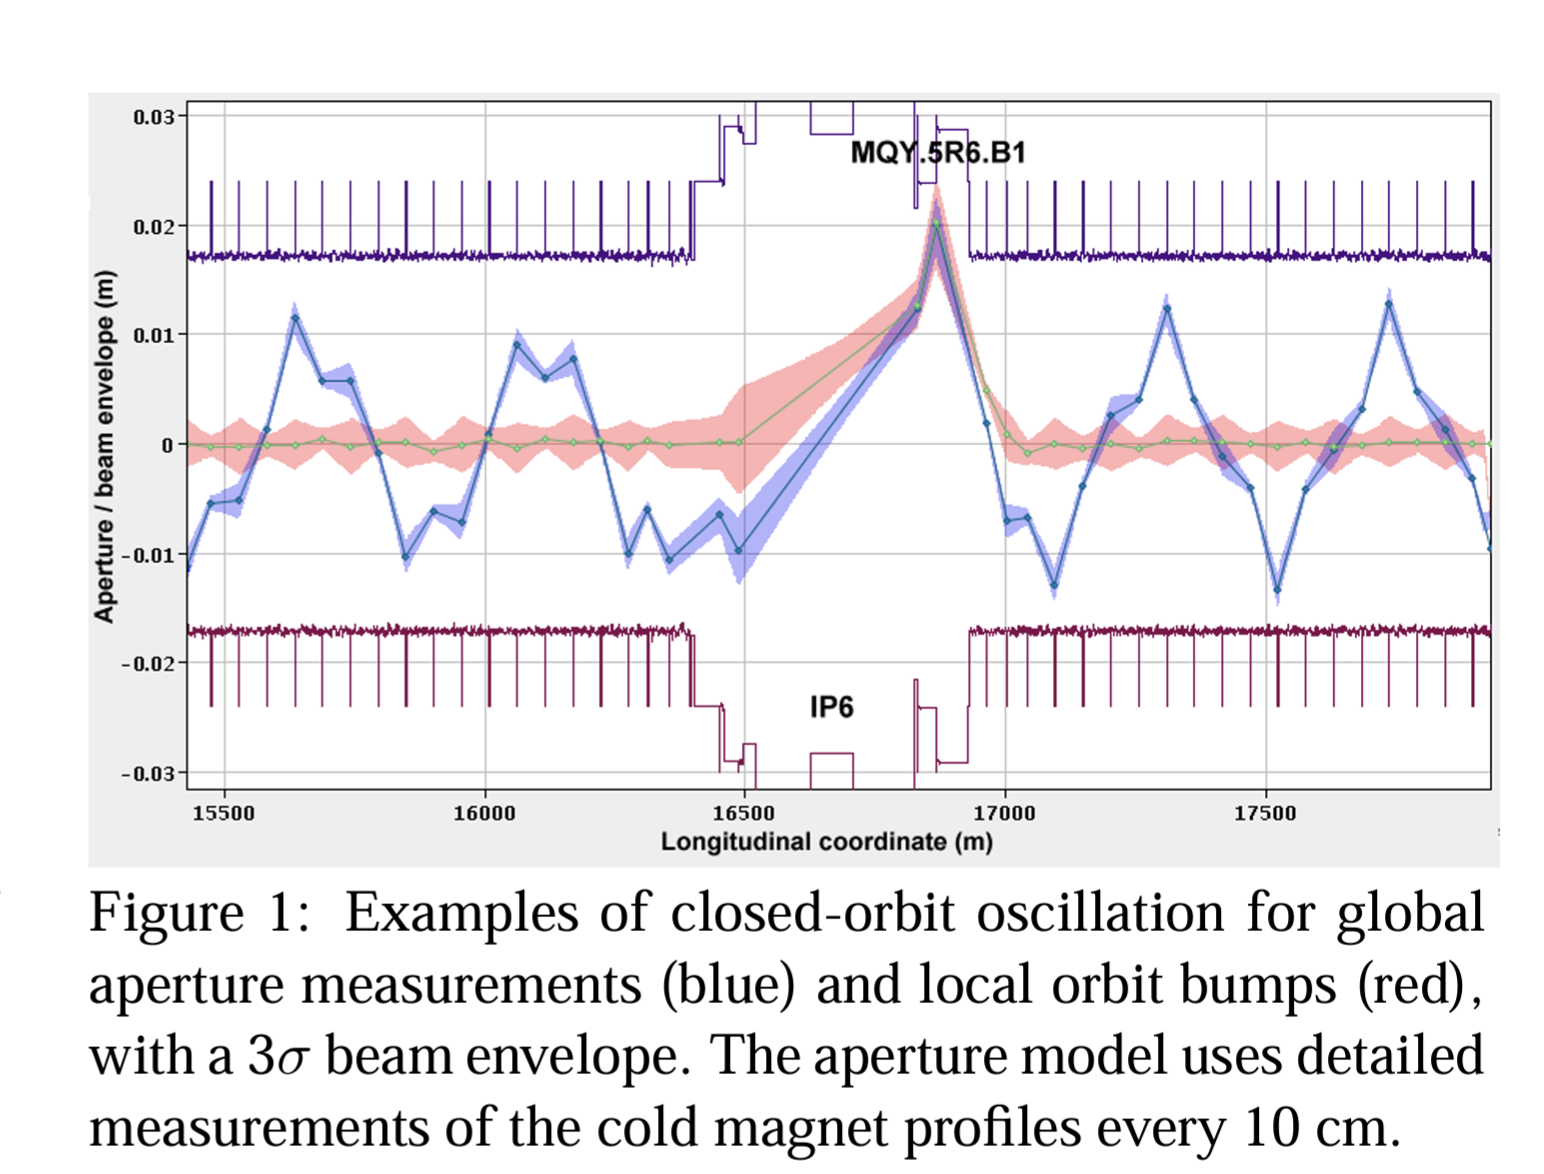 0.03
0.02
0.01
0
-0.01
-0.02
-0.03
Aperture / beam envelope (m)
MQY.5R6.B1
IP6
15500 16000 16500 17000 17500
Longitudinal coordinate (m)
Figure 1: Examples of closed-orbit oscillation for global
aperture measurements (blue) and local orbit bumps (red),
with a 3σ beam envelope. The aperture model uses detailed
measurements of the cold magnet profiles every 10 cm.